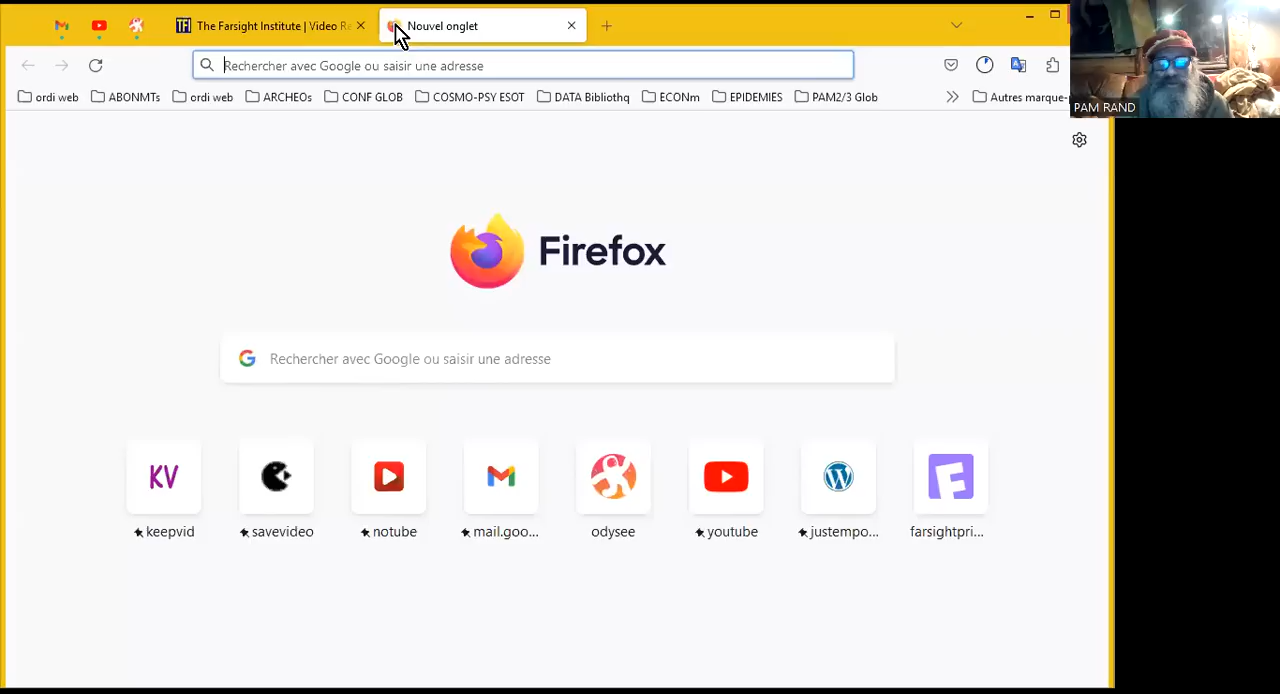 The Farsight Institute | Video Re
Nouvel onglet
Rechercher avec Google ou saisir une adresse
ordi web ABONMTs ordi web ARCHEOs CONF GLOB COSMO-PSY ESOT DATA Bibliothq ECONm EPIDEMIES PAM2/3 Glob Autres marque-
PAM RAND
Firefox
Rechercher avec Google ou saisir une adresse
KV
keepvid savevideo notube mail.goo... odysee youtube justempo... farsightpri...